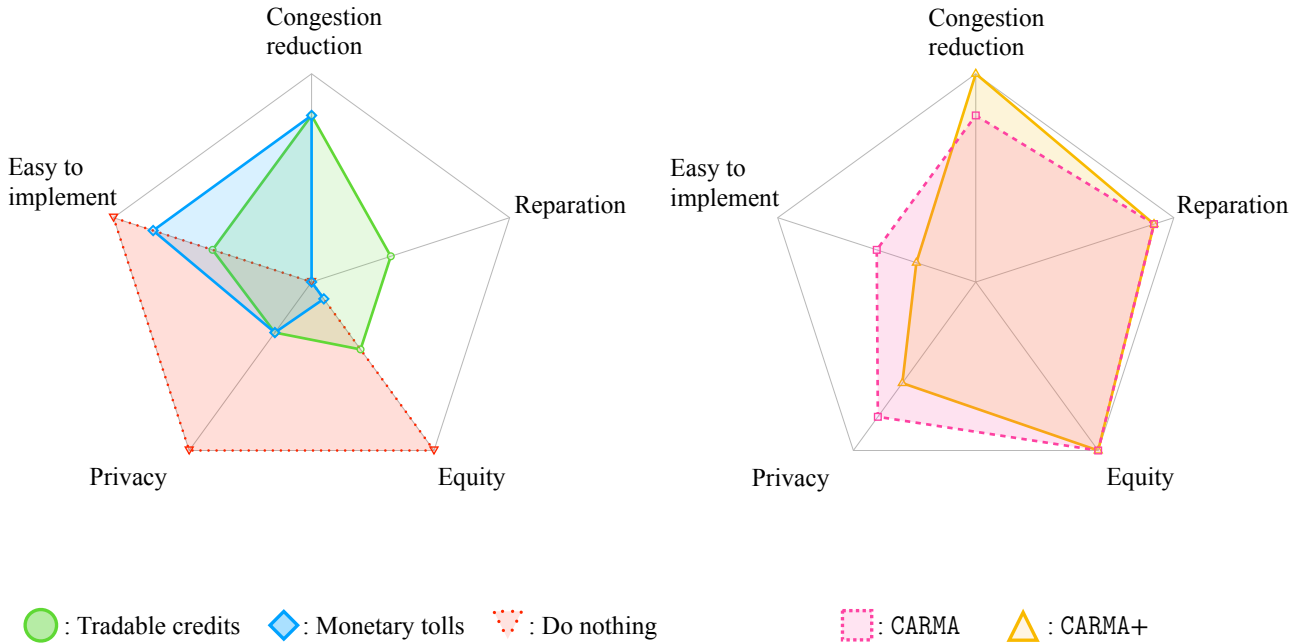 Congestion
reduction
Easy to
implement
Reparation
Privacy
Equity
Congestion
reduction
Easy to
implement
Reparation
Privacy
Equity
: Tradable credits
: Monetary tolls
: Do nothing
: CARMA
: CARMA+